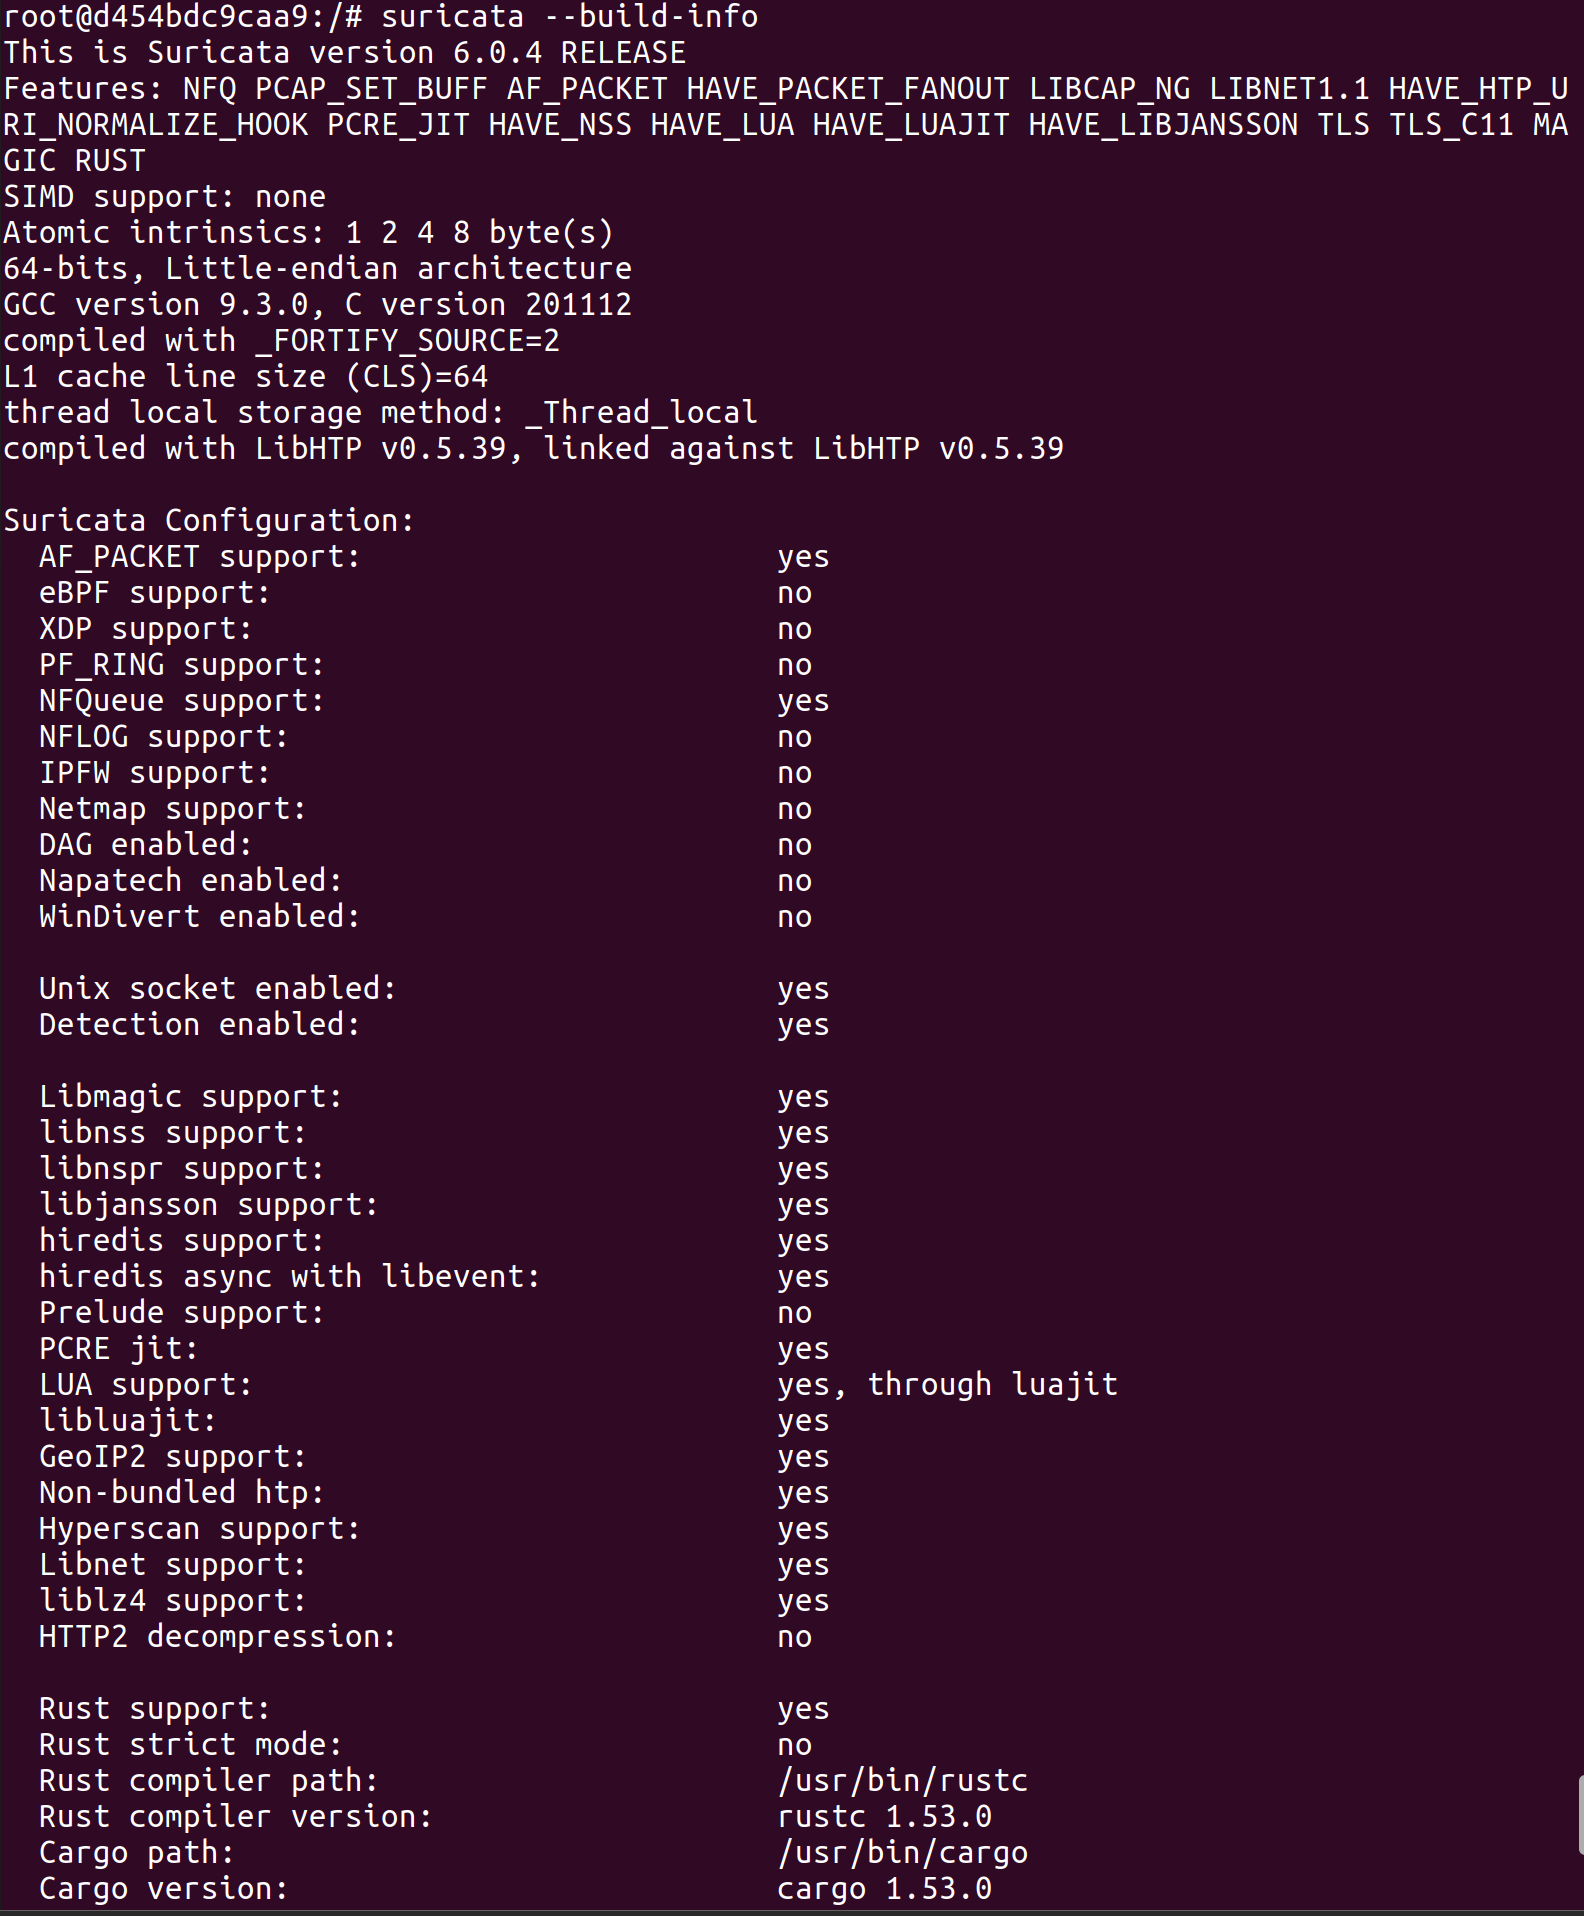 root@d454bdc9caa9:/# suricata --build-info
This is Suricata version 6.0.4 RELEASE
Features: NFQ PCAP_SET_BUFF AF_PACKET HAVE_PACKET_FANOUT LIBCAP_NG LIBNET1.1 HAVE_HTP_U
RI_NORMALIZE_HOOK PCRE_JIT HAVE_NSS HAVE_LUA HAVE_LUAJIT HAVE_LIBJANSSON TLS TLS_C11 MA
GIC RUST
SIMD support: none
Atomic intrinsics: 1 2 4 8 byte(s)
64-bits, Little-endian architecture
GCC version 9.3.0, C version 201112
compiled with _FORTIFY_SOURCE=2
L1 cache line size (CLS)=64
thread local storage method: _Thread_local
compiled with LibHTP v0.5.39, linked against LibHTP v0.5.39

Suricata Configuration:
  AF_PACKET support:                       yes
  eBPF support:                            no
  XDP support:                             no
  PF_RING support:                         no
  NFQueue support:                         yes
  NFLOG support:                           no
  IPFW support:                            no
  Netmap support:                          no
  DAG enabled:                             no
  Napatech enabled:                        no
  WinDivert enabled:                       no

  Unix socket enabled:                     yes
  Detection enabled:                       yes

  Libmagic support:                        yes
  libnss support:                          yes
  libnspr support:                         yes
  libjansson support:                      yes
  hiredis support:                         yes
  hiredis async with libevent:             yes
  Prelude support:                         no
  PCRE jit:                                yes
  LUA support:                             yes, through luajit
  libluajit:                               yes
  GeoIP2 support:                          yes
  Non-bundled htp:                         yes
  Hyperscan support:                       yes
  Libnet support:                          yes
  liblz4 support:                          yes
  HTTP2 decompression:                     no

  Rust support:                            yes
  Rust strict mode:                        no
  Rust compiler path:                      /usr/bin/rustc
  Rust compiler version:                   rustc 1.53.0
  Cargo path:                              /usr/bin/cargo
  Cargo version:                           cargo 1.53.0